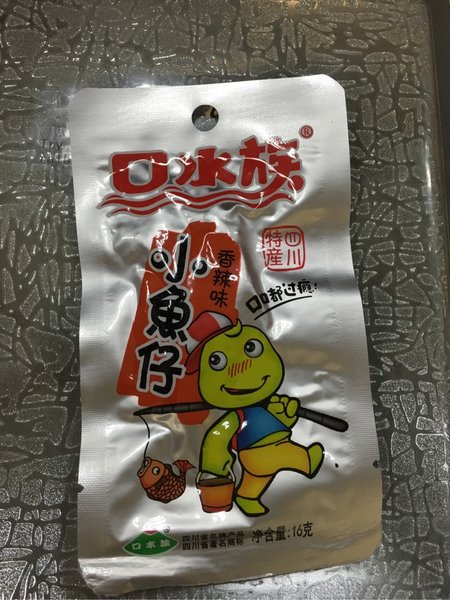 口水族
®
四川
特産
香辣味
小魚仔
口口都过瘾!
口水族
®
四川省名牌产品
四川省著名商标
净含量:16克